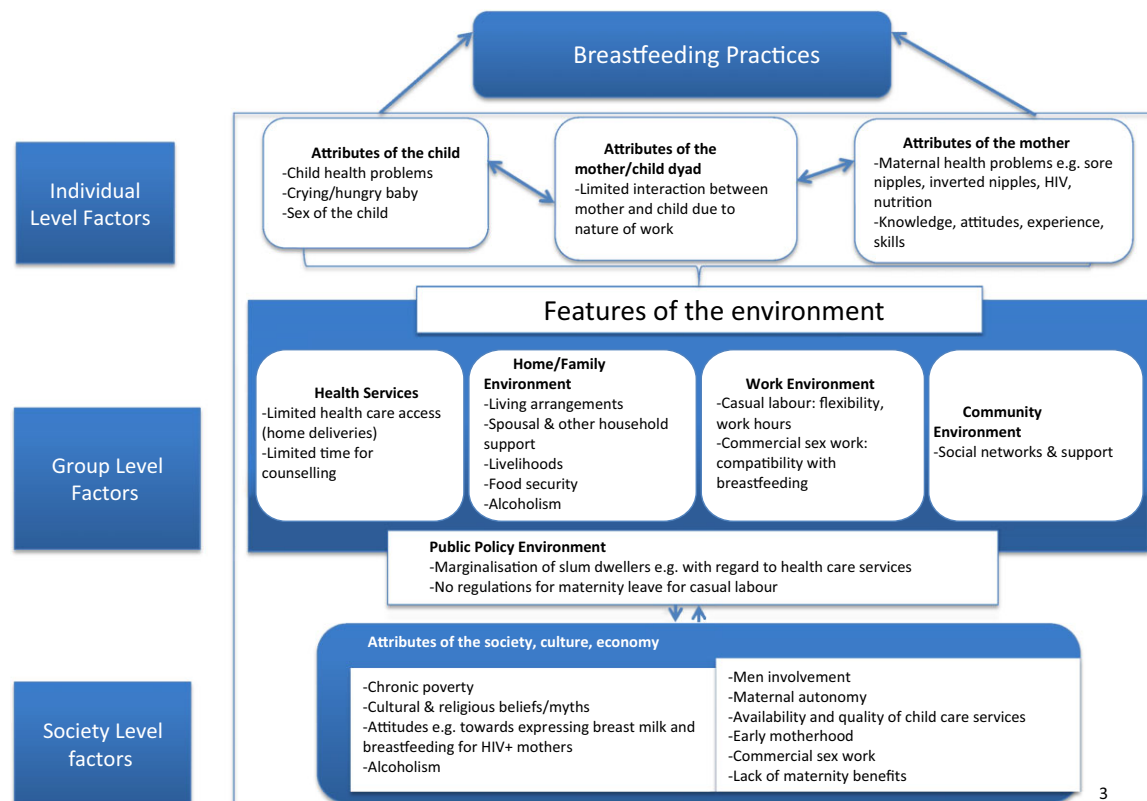 Breastfeeding Practices
Individual
Level Factors
Attributes of the child
-Child health problems
-Crying/hungry baby
-Sex of the child
Attributes of the
mother/child dyad
-Limited interaction between
mother and child due to
nature of work
Attributes of the mother
-Maternal health problems e.g. sore
nipples, inverted nipples, HIV,
nutrition
-Knowledge, attitudes, experience,
skills
Features of the environment
Group Level
Factors
Health Services
-Limited health care access
(home deliveries)
-Limited time for
counselling
Home/Family
Environment
-Living arrangements
-Spousal & other household
support
-Livelihoods
-Food security
-Alcoholism
Work Environment
-Casual labour: flexibility,
work hours
-Commercial sex work:
compatibility with
breastfeeding
Community
Environment
-Social networks & support
Public Policy Environment
-Marginalisation of slum dwellers e.g. with regard to health care services
-No regulations for maternity leave for casual labour
Society Level
factors
Attributes of the society, culture, economy
-Chronic poverty
-Cultural & religious beliefs/myths
-Attitudes e.g. towards expressing breast milk and
breastfeeding for HIV+ mothers
-Alcoholism
-Men involvement
-Maternal autonomy
-Availability and quality of child care services
-Early motherhood
-Commercial sex work
-Lack of maternity benefits
3